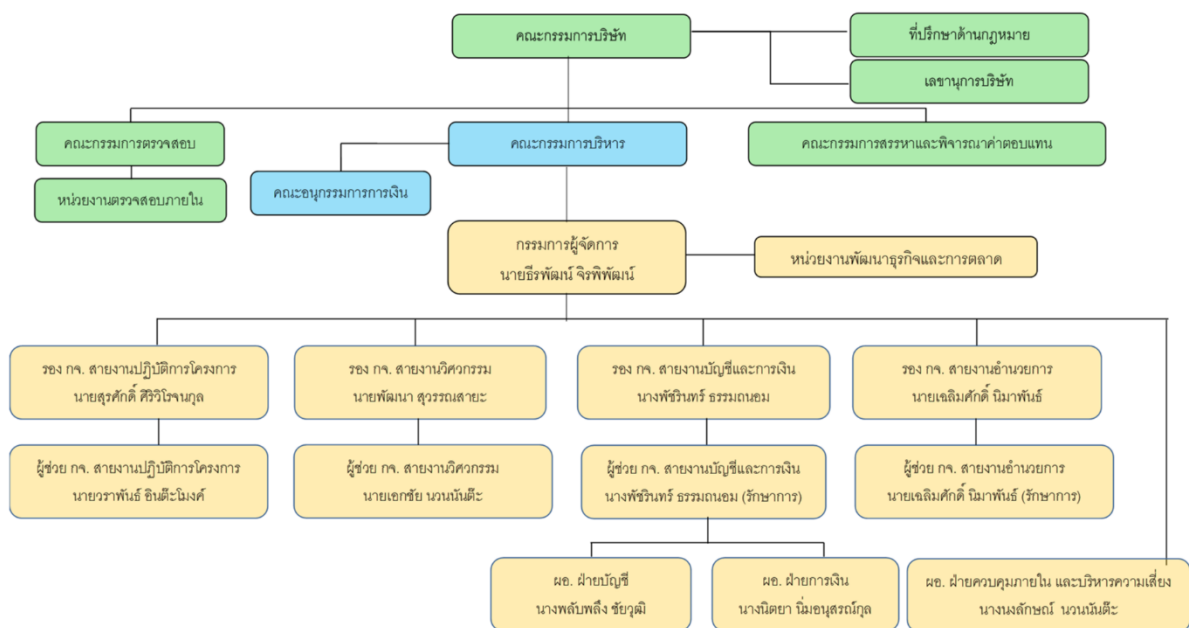 คณะกรรมการบริษัท
ที่ปรึกษาด้านกฎหมาย
เลขานุการบริษัท
คณะกรรมการตรวจสอบ
คณะกรรมการบริหาร
คณะกรรมการสรรหาและพิจารณาค่าตอบแทน
หน่วยงานตรวจสอบภายใน
คณะอนุกรรมการการเงิน
กรรมการผู้จัดการ
นายธีรพัฒน์ จิรพิพัฒน์
หน่วยงานพัฒนาธุรกิจและการตลาด
รอง กจ. สายงานปฏิบัติการโครงการ
นายสุรศักดิ์ ศิริวิโรจนกุล
รอง กจ. สายงานวิศวกรรม
นายพัฒนา สุวรรณสายะ
รอง กจ. สายงานบัญชีและการเงิน
นางพัชรินทร์ ธรรมถนอม
รอง กจ. สายงานอำนวยการ
นายเฉลิมศักดิ์ นิมาพันธ์
ผู้ช่วย กจ. สายงานปฏิบัติการโครงการ
นายวราพันธ์ อินต๊ะโมงค์
ผู้ช่วย กจ. สายงานวิศวกรรม
นายเอกชัย นวนนันต๊ะ
ผู้ช่วย กจ. สายงานบัญชีและการเงิน
นางพัชรินทร์ ธรรมถนอม (รักษาการ)
ผู้ช่วย กจ. สายงานอำนวยการ
นายเฉลิมศักดิ์ นิมาพันธ์ (รักษาการ)
ผอ. ฝ่ายบัญชี
นางพลับพลึง ชัยวุฒิ
ผอ. ฝ่ายการเงิน
นางนิตยา นิ่มอนุสรณ์กุล
ผอ. ฝ่ายควบคุมภายใน และบริหารความเสี่ยง
นางนงลักษณ์ นวนนันต๊ะ